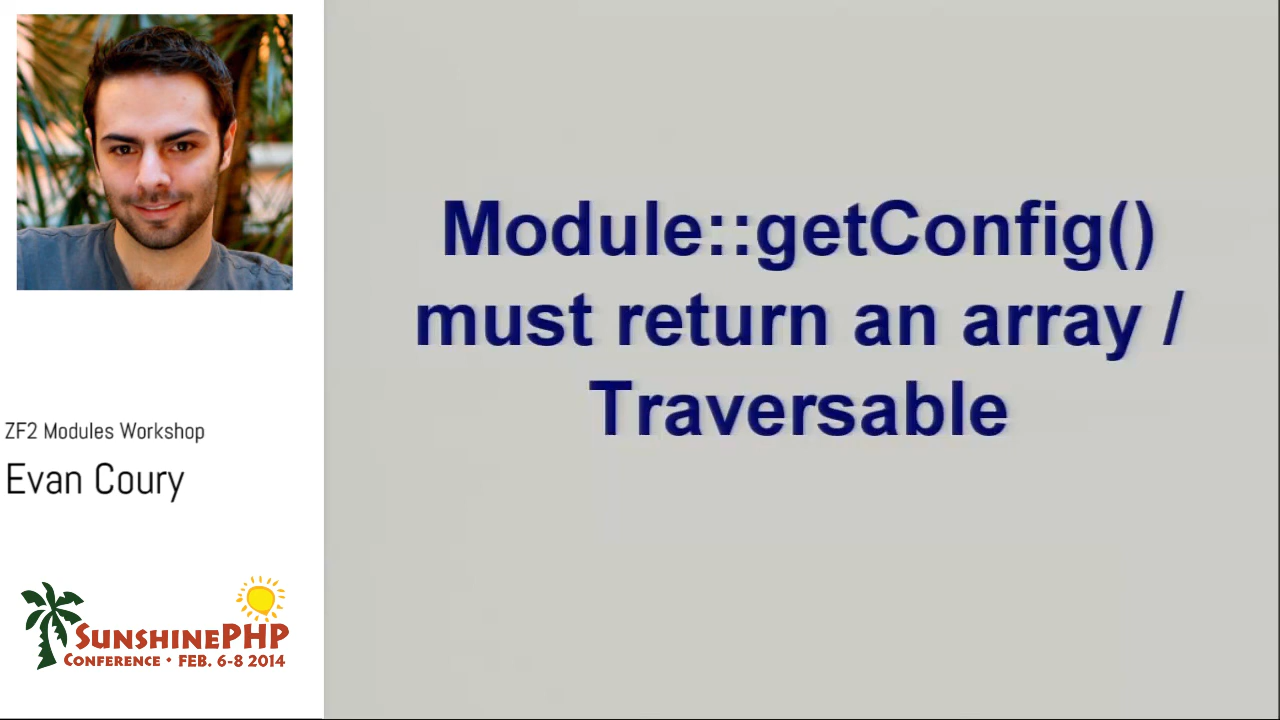 Module::getConfig()
must return an array /
Traversable
ZF2 Modules Workshop
Evan Coury
SUNSHINEPHP
CONFERENCE • FEB. 6-8 2014